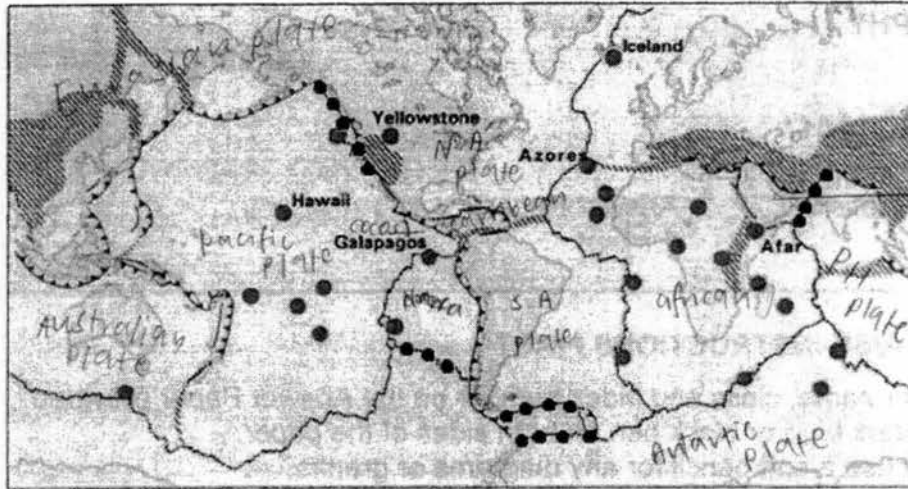 Eurasian plate
Iceland
Yellowstone
N.A
plate
Azores
Hawaii
cocos
caribbean
pacific
plate
Galapagos
Afar
Nazca
S A
plate
african
plate
Australian
plate
Antartic
plate